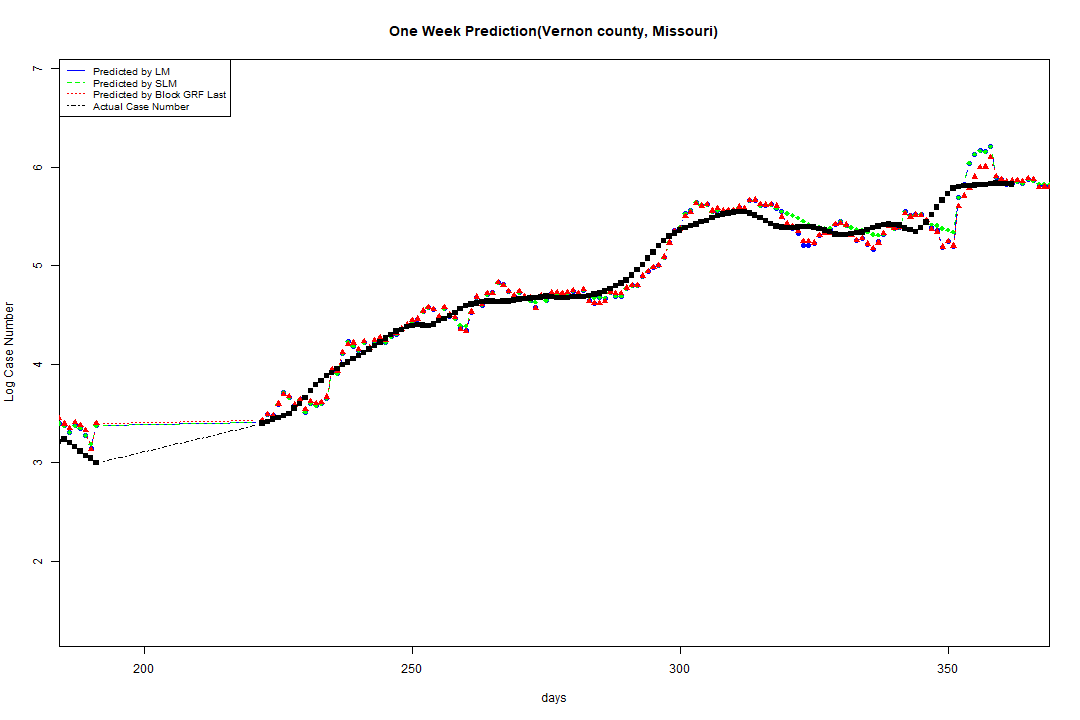 One Week Prediction(Vernon county, Missouri)
Predicted by LM
Predicted by SLM
Predicted by Block GRF Last
Actual Case Number
7
6
5
4
3
2
Log Case Number
200
250
300
350
days